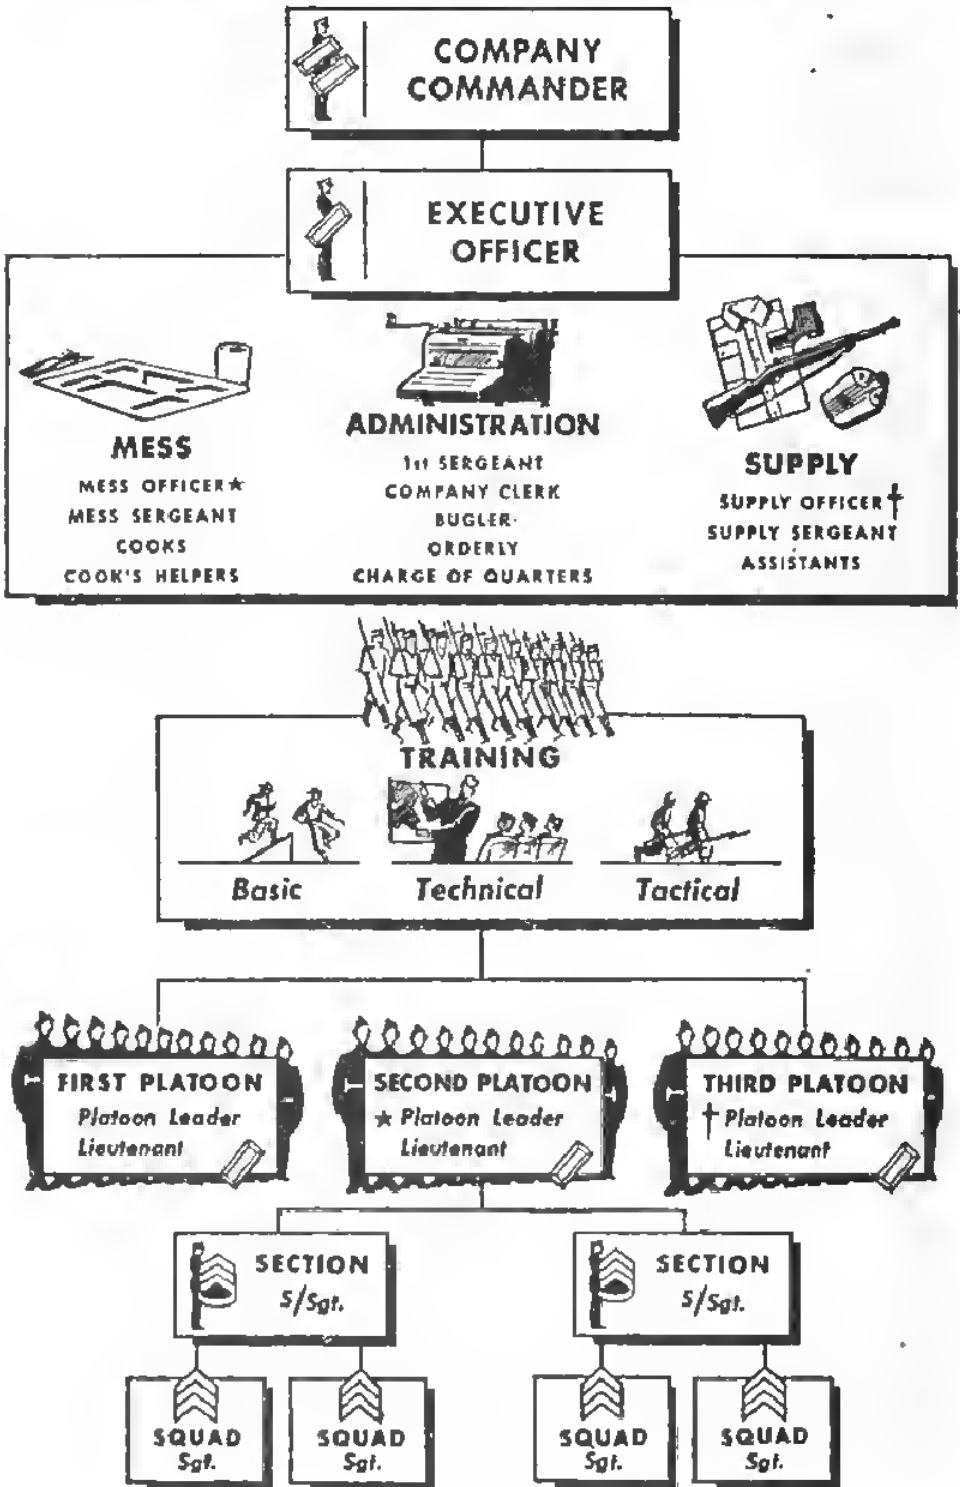 COMPANY
COMMANDER
EXECUTIVE
OFFICER
MESS
MESS OFFICER★
MESS SERGEANT
COOKS
COOK'S HELPERS
ADMINISTRATION
1st SERGEANT
COMPANY CLERK
BUGLER
ORDERLY
CHARGE OF QUARTERS
SUPPLY
SUPPLY OFFICER†
SUPPLY SERGEANT
ASSISTANTS
TRAINING
Basic
Technical
Tactical
FIRST PLATOON
Platoon Leader
Lieutenant
SECOND PLATOON
★ Platoon Leader
Lieutenant
THIRD PLATOON
† Platoon Leader
Lieutenant
SECTION
S/Sgt.
SECTION
S/Sgt.
SQUAD
Sgt.
SQUAD
Sgt.
SQUAD
Sgt.
SQUAD
Sgt.